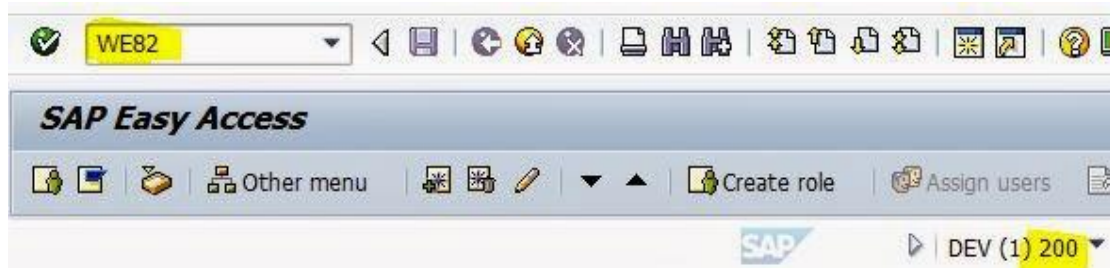 WE82
SAP Easy Access
Other menu Create role Assign users
SAP DEV (1) 200